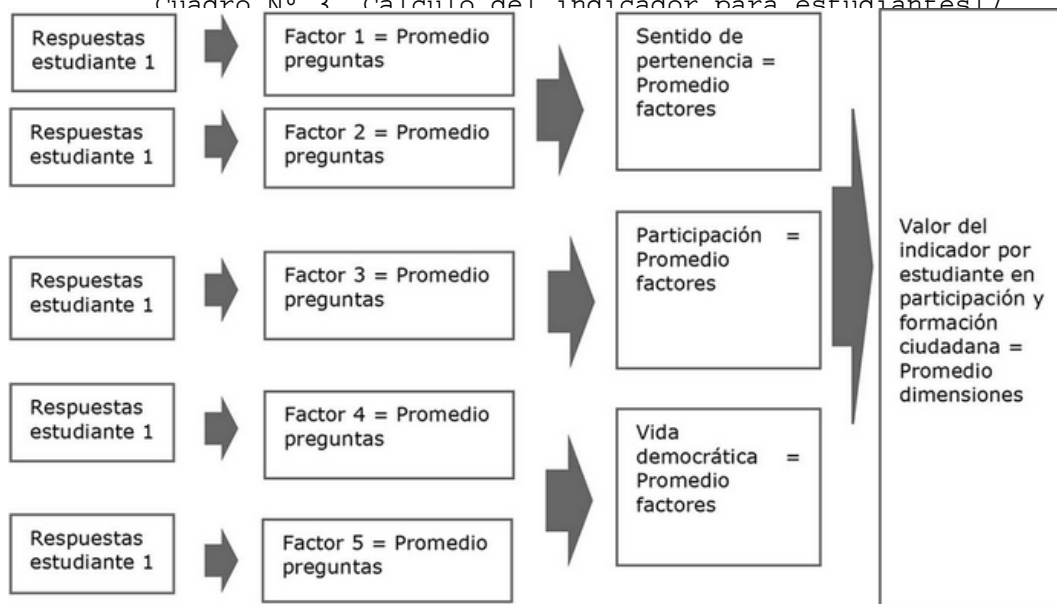 Cuadro Nº 3. Cálculo del indicador para estudiantes17
Respuestas
estudiante 1
Factor 1 = Promedio
preguntas
Respuestas
estudiante 1
Factor 2 = Promedio
preguntas
Sentido de
pertenencia =
Promedio
factores
Respuestas
estudiante 1
Factor 3 = Promedio
preguntas
Participación =
Promedio
factores
Respuestas
estudiante 1
Factor 4 = Promedio
preguntas
Respuestas
estudiante 1
Factor 5 = Promedio
preguntas
Vida
democrática =
Promedio
factores
Valor del
indicador por
estudiante en
participación y
formación
ciudadana =
Promedio
dimensiones